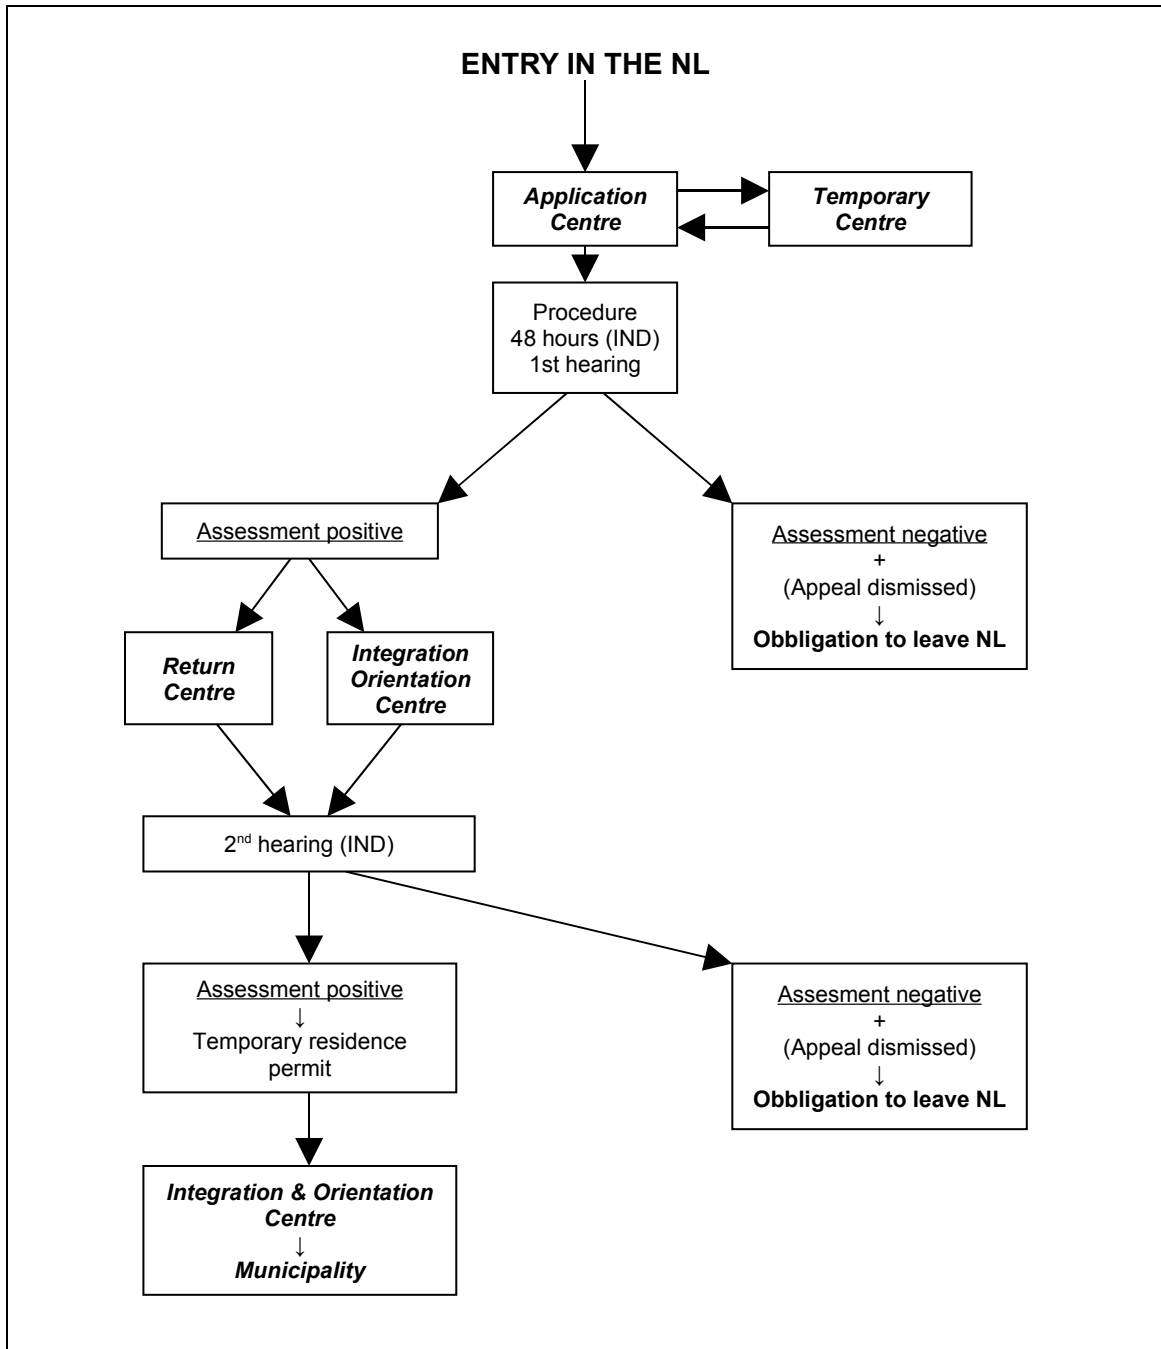 ENTRY IN THE NL
Application
Centre
Temporary
Centre
Procedure
48 hours (IND)
1st hearing
Assessment positive
Assessment negative
+
(Appeal dismissed)
↓
Obbligation to leave NL
Return
Centre
Integration
Orientation
Centre
2nd hearing (IND)
Assessment positive
↓
Temporary residence
permit
Assesment negative
+
(Appeal dismissed)
↓
Obbligation to leave NL
Integration & Orientation
Centre
↓
Municipality